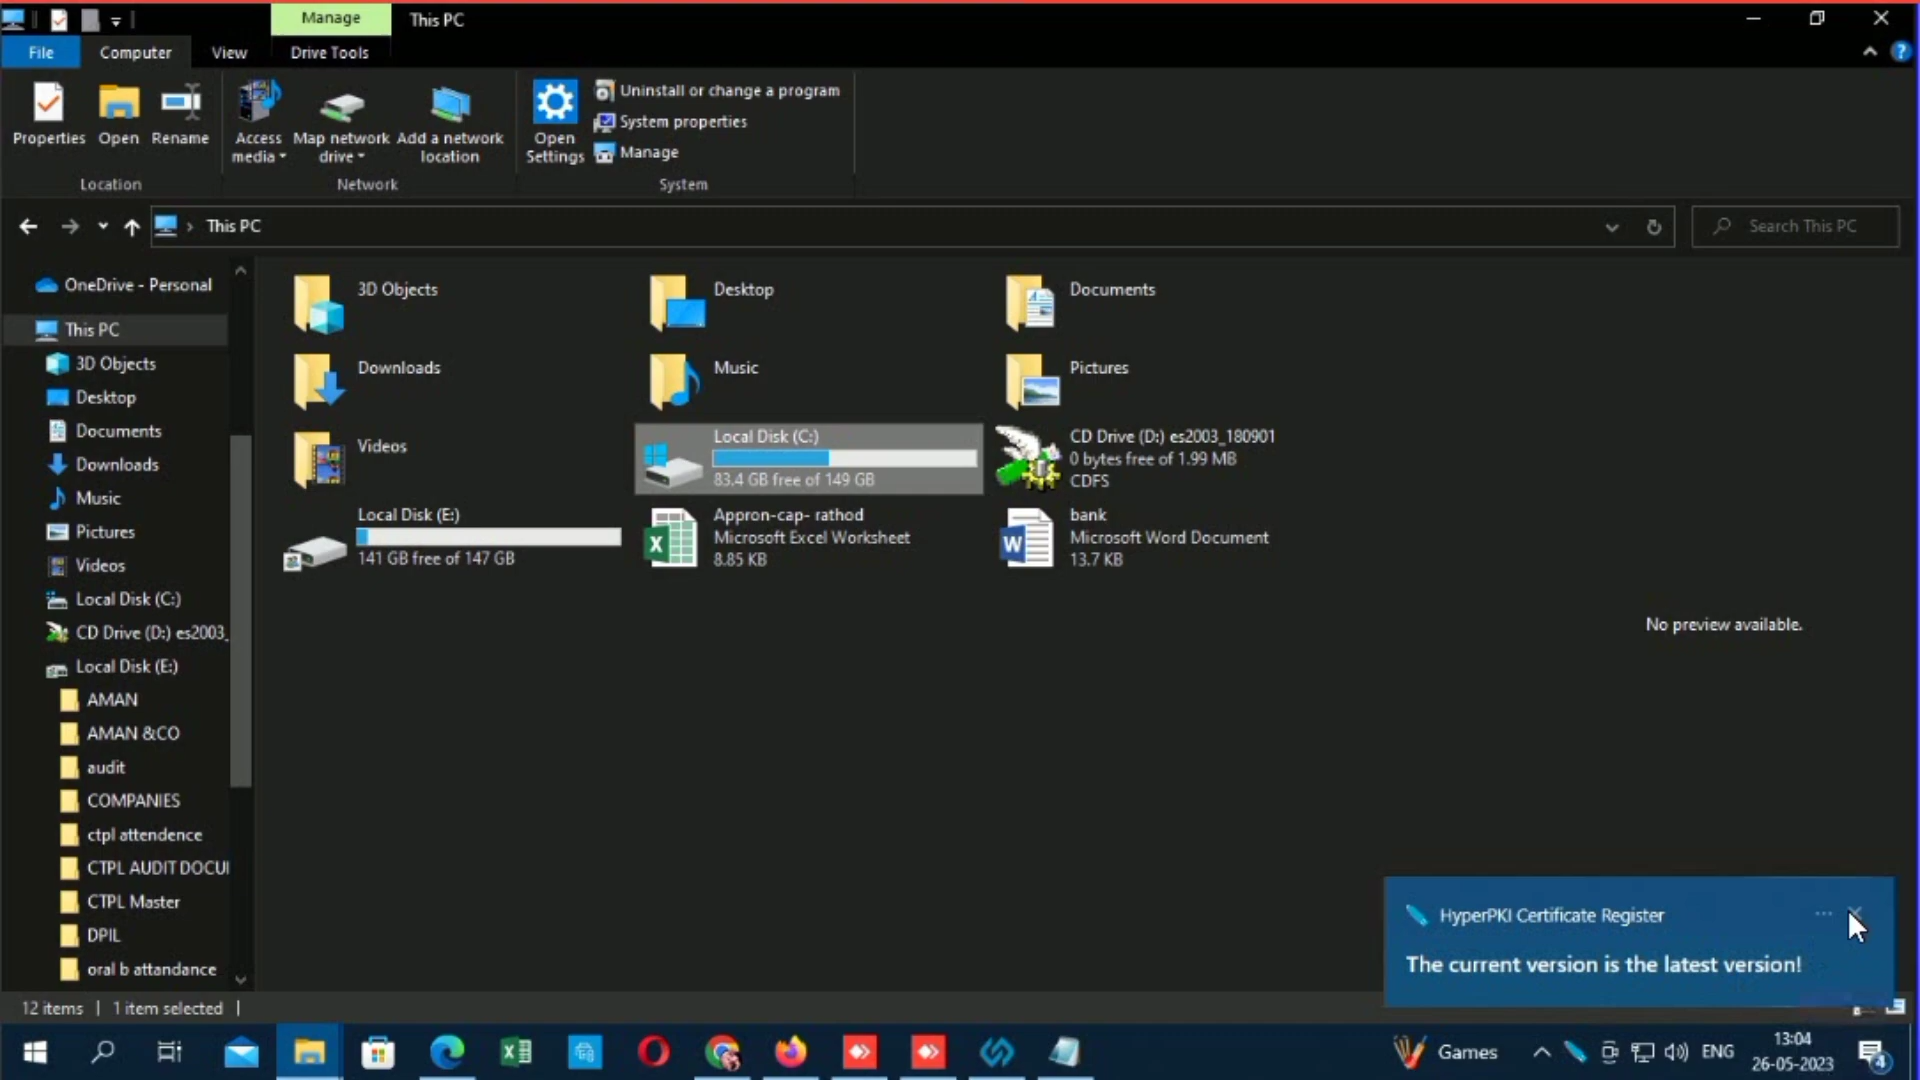 Manage
This PC
File
Computer
View
Drive Tools
Properties
Open
Rename
Access
media
Map network
drive
Add a network
location
Open
Settings
Uninstall or change a program
System properties
Manage
Location
Network
System
This PC
Search This PC
OneDrive - Personal
This PC
3D Objects
Desktop
Documents
Downloads
Music
Pictures
Videos
Local Disk (C:)
CD Drive (D:) es2003_
Local Disk (E:)
AMAN
AMAN &CO
audit
COMPANIES
ctpl attendence
CTPL AUDIT DOCU
CTPL Master
DPIL
oral b attandance
3D Objects
Desktop
Documents
Downloads
Music
Pictures
Videos
Local Disk (C:)
83.4 GB free of 149 GB
CD Drive (D:) es2003_180901
0 bytes free of 1.99 MB
CDFS
Local Disk (E:)
141 GB free of 147 GB
Appron-cap- rathod
Microsoft Excel Worksheet
8.85 KB
bank
Microsoft Word Document
13.7 KB
No preview available.
HyperPKI Certificate Register
The current version is the latest version!
12 items
1 item selected
Games
ENG
13:04
26-05-2023
4